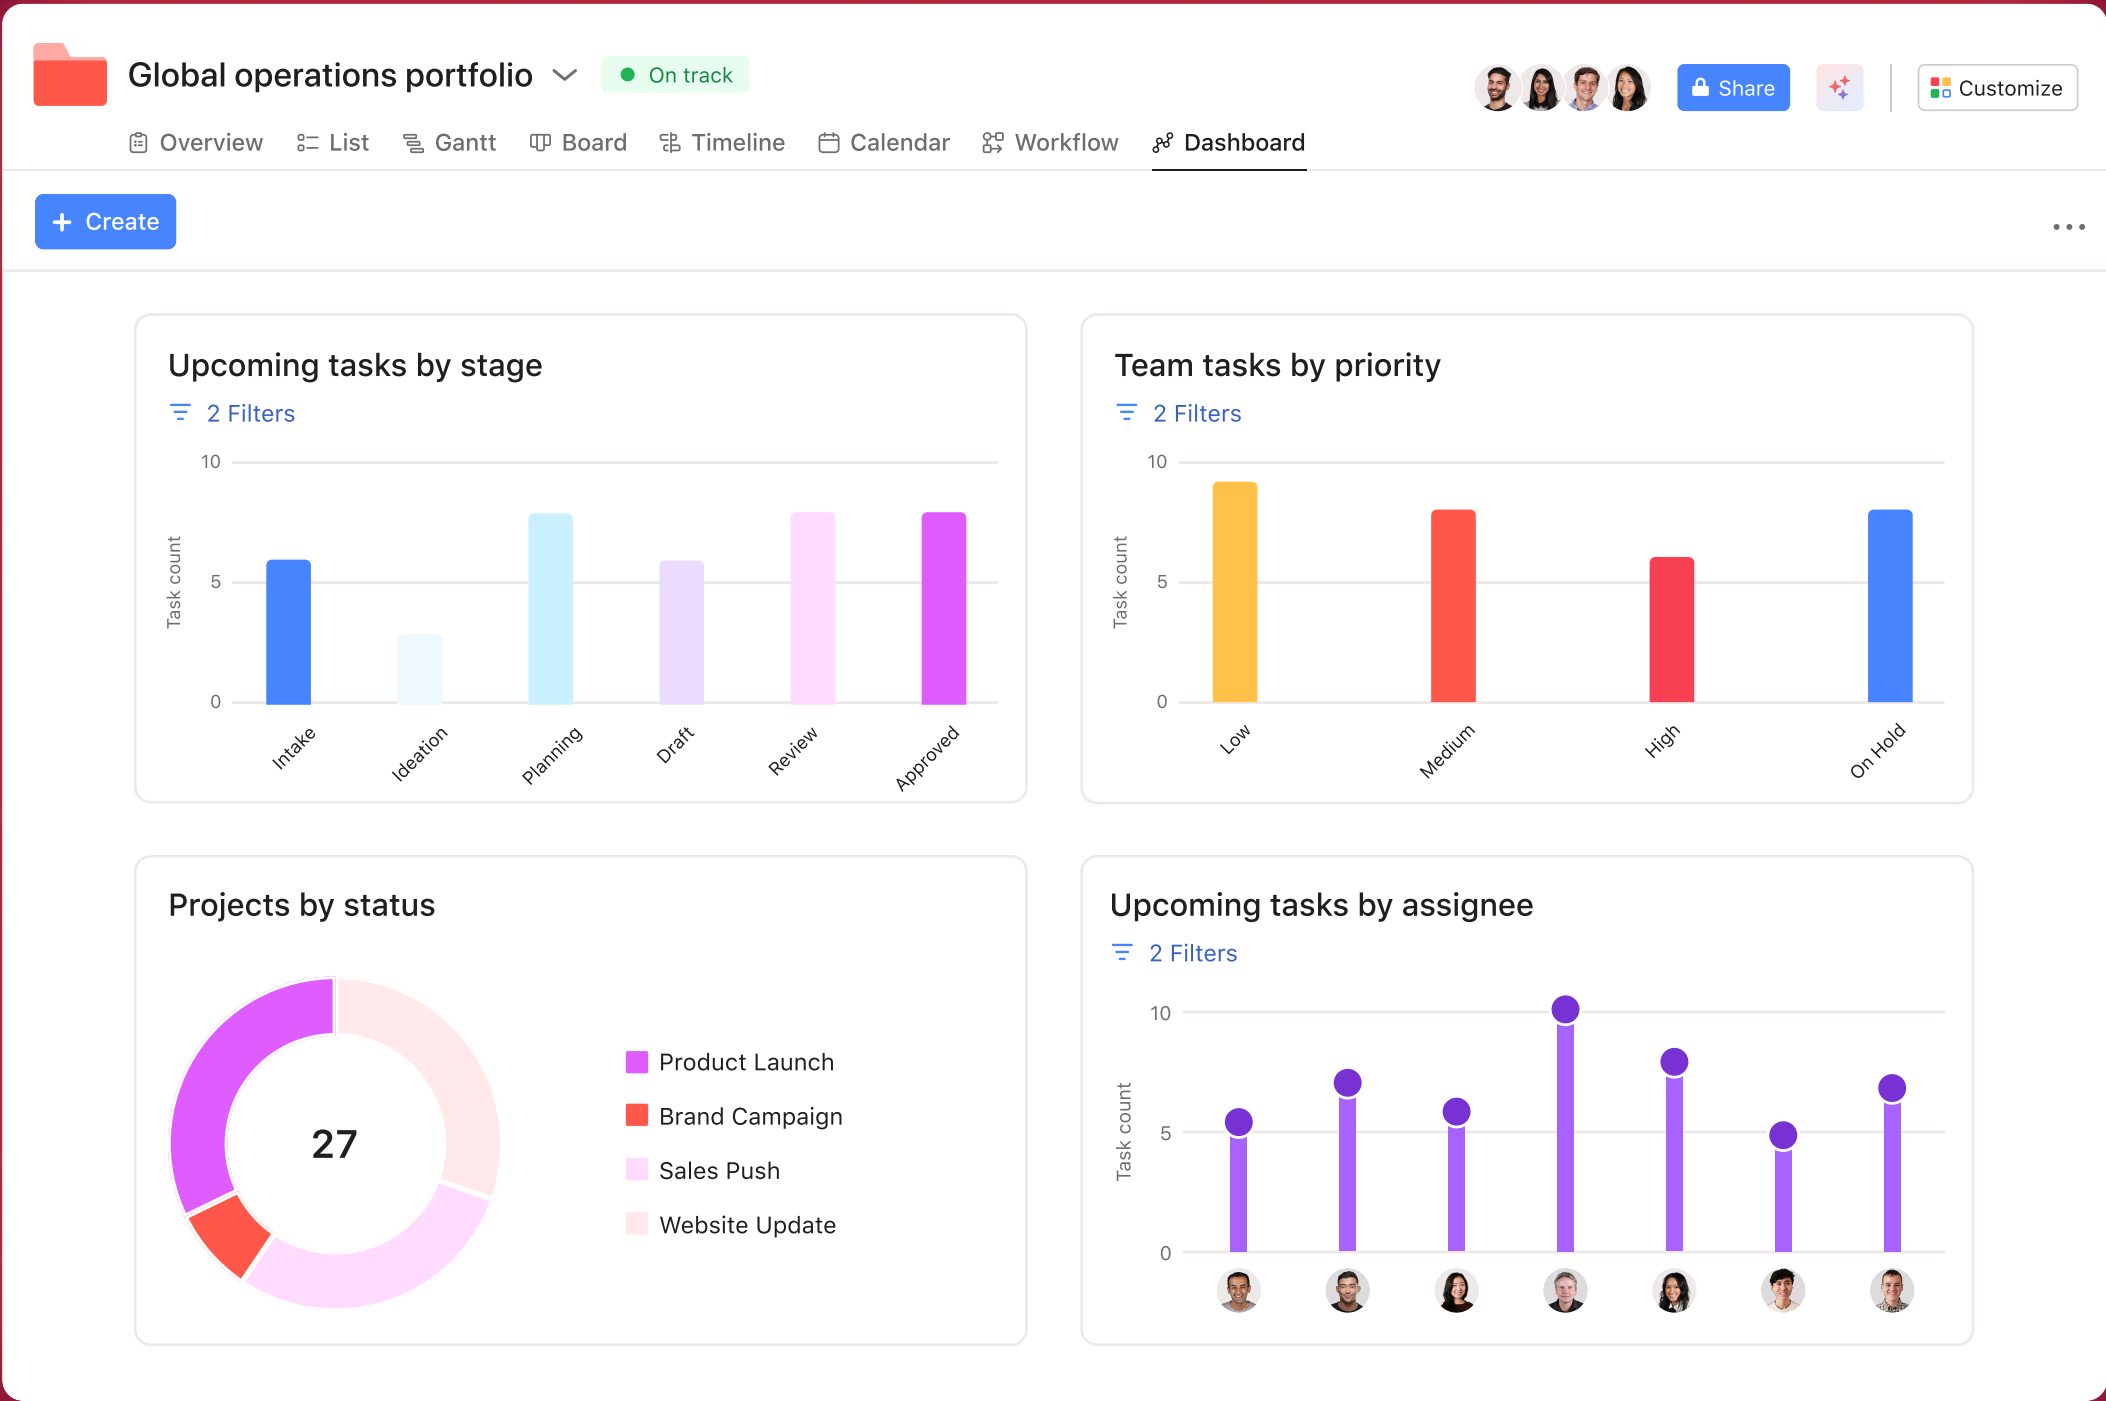 Global operations portfolio
On track
Share
Customize
Overview
List
Gantt
Board
Timeline
Calendar
Workflow
Dashboard
+ Create
Upcoming tasks by stage
2 Filters
Task count
10
5
0
Intake
Ideation
Planning
Draft
Review
Approved
Team tasks by priority
2 Filters
Task count
10
5
0
Low
Medium
High
On Hold
Projects by status
27
Product Launch
Brand Campaign
Sales Push
Website Update
Upcoming tasks by assignee
2 Filters
Task count
10
5
0